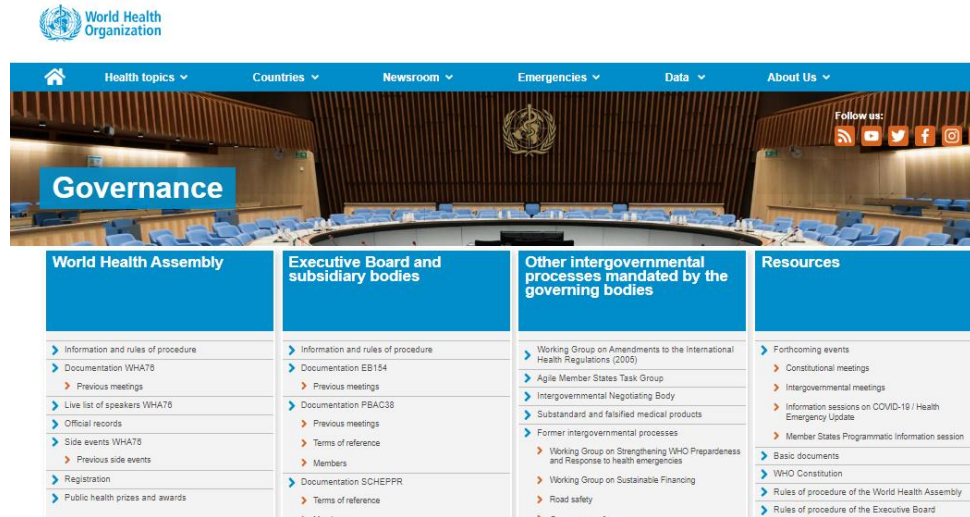 World Health
Organization
Health topics
Countries
Newsroom
Emergencies
Data
About Us
Follow us:
Governance
World Health Assembly
Information and rules of procedure
Documentation WHA76
Previous meetings
Live list of speakers WHA76
Official records
Side events WHA76
Previous side events
Registration
Public health prizes and awards
Executive Board and
subsidiary bodies
Information and rules of procedure
Documentation EB154
Previous meetings
Documentation PBAC38
Previous meetings
Terms of reference
Members
Documentation SCHEPPR
Terms of reference
Other intergovernmental
processes mandated by the
governing bodies
Working Group on Amendments to the International
Health Regulations (2005)
Agile Member States Task Group
Intergovernmental Negotiating Body
Substandard and falsified medical products
Former intergovernmental processes
Working Group on Strengthening WHO Preparedness
and Response to health emergencies
Working Group on Sustainable Financing
Road safety
Resources
Forthcoming events
Constitutional meetings
Intergovernmental meetings
Information sessions on COVID-19 / Health
Emergency Update
Member States Programmatic Information session
Basic documents
WHO Constitution
Rules of procedure of the World Health Assembly
Rules of procedure of the Executive Board